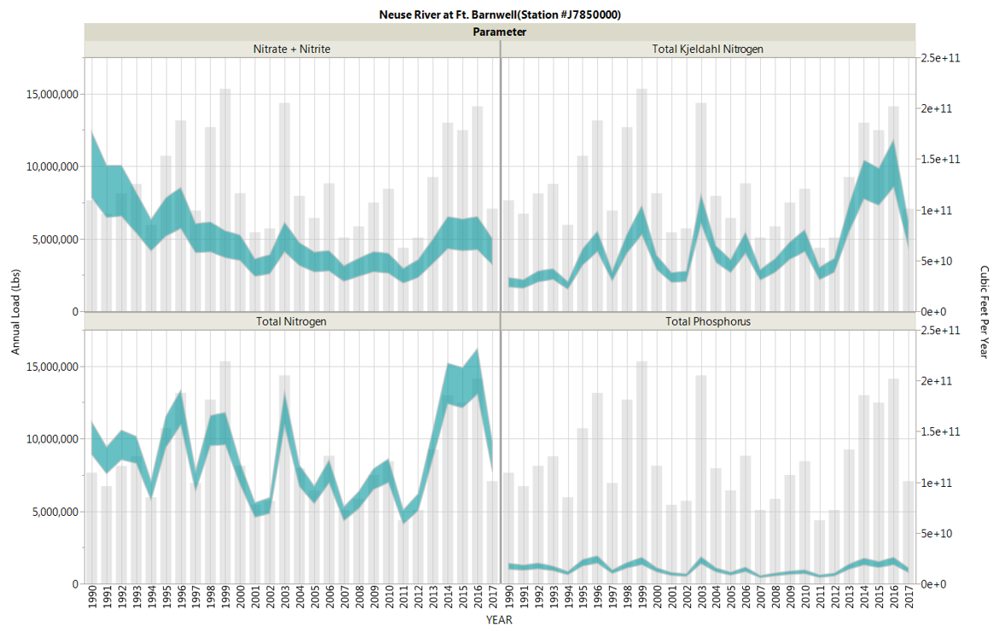 Neuse River at Ft. Barnwell(Station #J7850000)
Parameter
Nitrate + Nitrite
Total Kjeldahl Nitrogen
15,000,000
10,000,000
5,000,000
0
2.5e+11
2e+11
1.5e+11
1e+11
5e+10
0e+0
Annual Load (Lbs)
Cubic Feet Per Year
Total Nitrogen
Total Phosphorus
15,000,000
10,000,000
5,000,000
0
2.5e+11
2e+11
1.5e+11
1e+11
5e+10
0e+0
1990 1991 1992 1993 1994 1995 1996 1997 1998 1999 2000 2001 2002 2003 2004 2005 2006 2007 2008 2009 2010 2011 2012 2013 2014 2015 2016 2017
1990 1991 1992 1993 1994 1995 1996 1997 1998 1999 2000 2001 2002 2003 2004 2005 2006 2007 2008 2009 2010 2011 2012 2013 2014 2015 2016 2017
YEAR